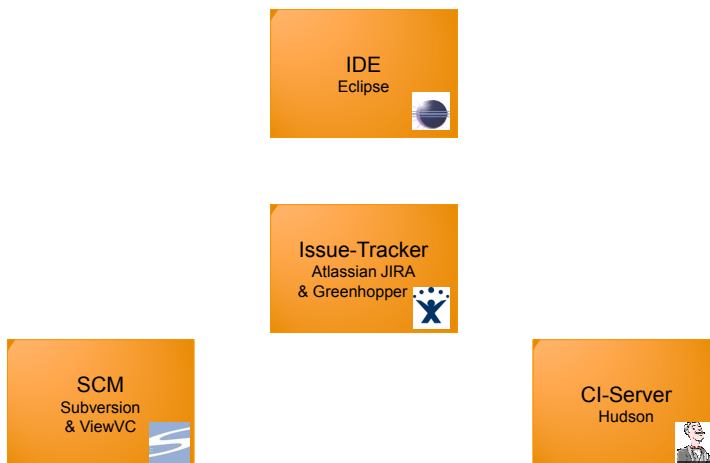 IDE
Eclipse
Issue-Tracker
Atlassian JIRA
& Greenhopper
SCM
Subversion
& ViewVC
CI-Server
Hudson